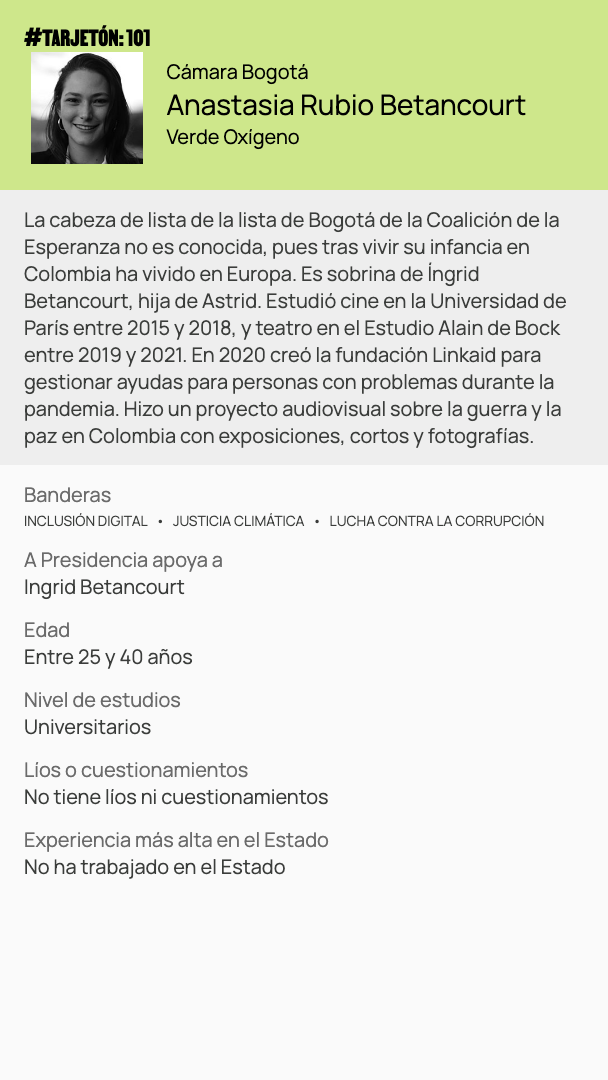 #TARJETÓN: 101
Cámara Bogotá
Anastasia Rubio Betancourt
Verde Oxígeno
La cabeza de lista de la lista de Bogotá de la Coalición de la
Esperanza no es conocida, pues tras vivir su infancia en
Colombia ha vivido en Europa. Es sobrina de Íngrid
Betancourt, hija de Astrid. Estudió cine en la Universidad de
París entre 2015 y 2018, y teatro en el Estudio Alain de Bock
entre 2019 y 2021. En 2020 creó la fundación Linkaid para
gestionar ayudas para personas con problemas durante la
pandemia. Hizo un proyecto audiovisual sobre la guerra y la
paz en Colombia con exposiciones, cortos y fotografías.
Banderas
INCLUSIÓN DIGITAL • JUSTICIA CLIMÁTICA • LUCHA CONTRA LA CORRUPCIÓN
A Presidencia apoya a
Ingrid Betancourt
Edad
Entre 25 y 40 años
Nivel de estudios
Universitarios
Líos o cuestionamientos
No tiene líos ni cuestionamientos
Experiencia más alta en el Estado
No ha trabajado en el Estado